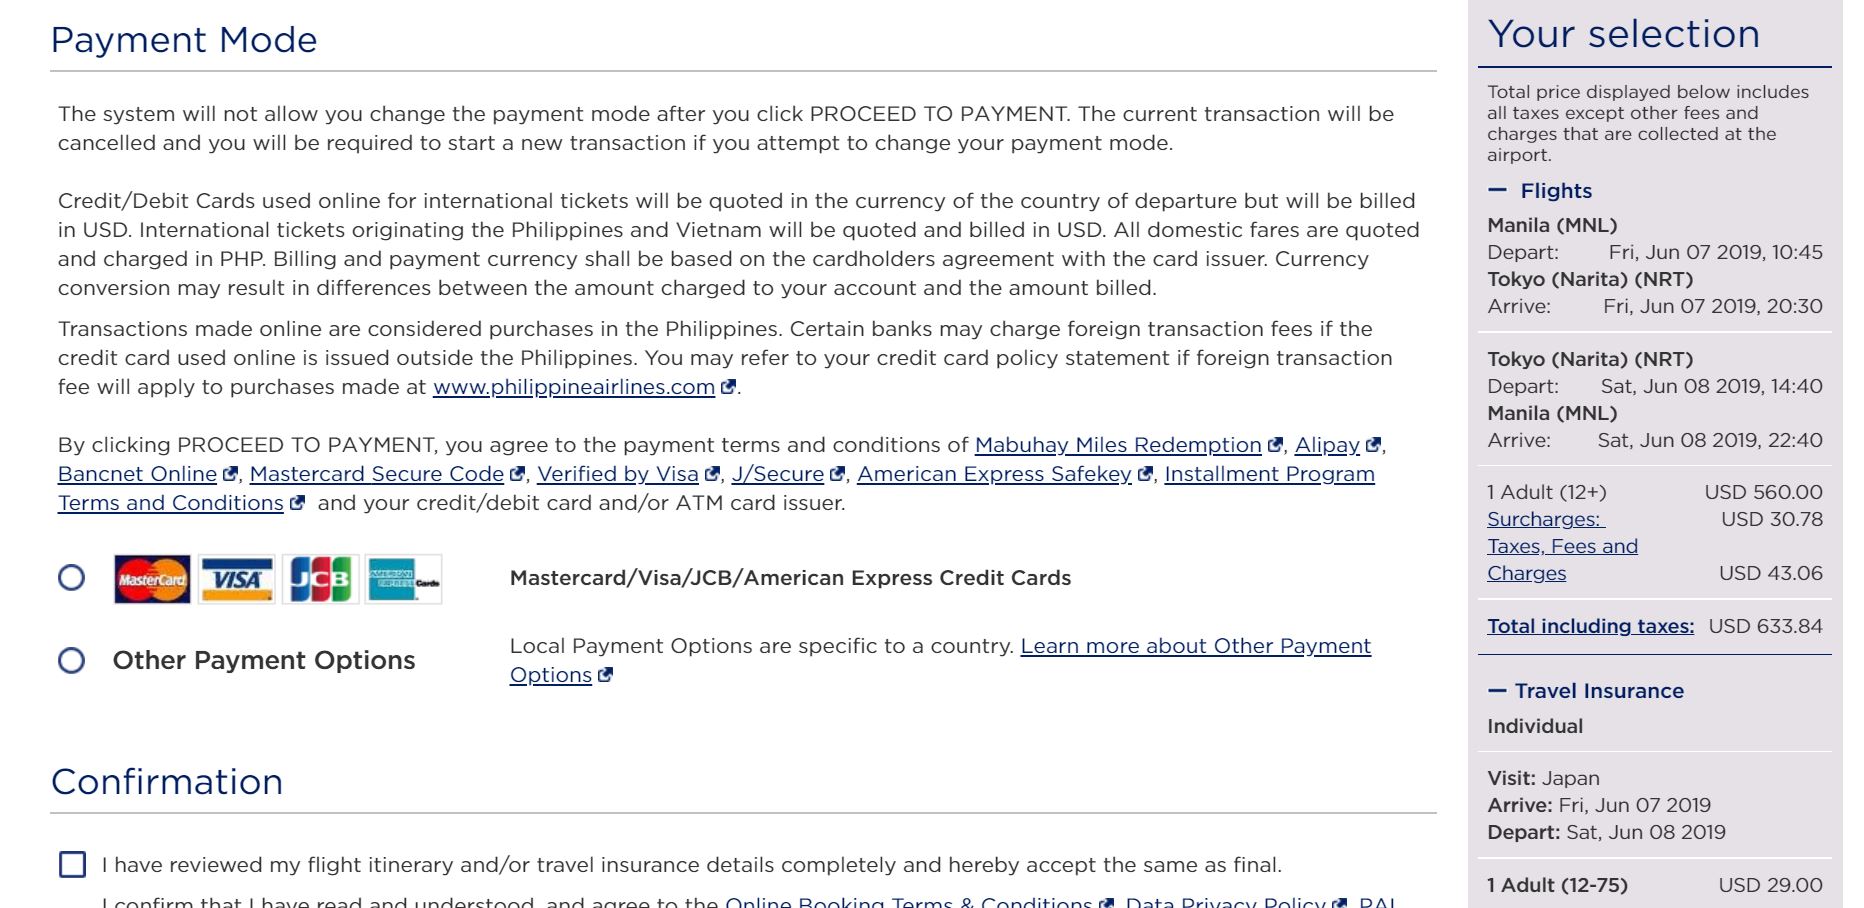 Payment Mode
The system will not allow you change the payment mode after you click PROCEED TO PAYMENT. The current transaction will be
cancelled and you will be required to start a new transaction if you attempt to change your payment mode.
Credit/Debit Cards used online for international tickets will be quoted in the currency of the country of departure but will be billed
in USD. International tickets originating the Philippines and Vietnam will be quoted and billed in USD. All domestic fares are quoted
and charged in PHP. Billing and payment currency shall be based on the cardholders agreement with the card issuer. Currency
conversion may result in differences between the amount charged to your account and the amount billed.
Transactions made online are considered purchases in the Philippines. Certain banks may charge foreign transaction fees if the
credit card used online is issued outside the Philippines. You may refer to your credit card policy statement if foreign transaction
fee will apply to purchases made at www.philippineairlines.com.
By clicking PROCEED TO PAYMENT, you agree to the payment terms and conditions of Mabuhay Miles Redemption, Alipay,
Bancnet Online, Mastercard Secure Code, Verified by Visa, J/Secure, American Express Safekey, Installment Program
Terms and Conditions and your credit/debit card and/or ATM card issuer.
MasterCard VISA JCB AMERICAN EXPRESS Cards Mastercard/Visa/JCB/American Express Credit Cards
Other Payment Options
Local Payment Options are specific to a country. Learn more about Other Payment
Options
Confirmation
I have reviewed my flight itinerary and/or travel insurance details completely and hereby accept the same as final.
I confirm that I have read and understood, and agree to the Online Booking Terms & Conditions, Data Privacy Policy, PAL
Your selection
Total price displayed below includes
all taxes except other fees and
charges that are collected at the
airport.
— Flights
Manila (MNL)
Depart: Fri, Jun 07 2019, 10:45
Tokyo (Narita) (NRT)
Arrive: Fri, Jun 07 2019, 20:30
Tokyo (Narita) (NRT)
Depart: Sat, Jun 08 2019, 14:40
Manila (MNL)
Arrive: Sat, Jun 08 2019, 22:40
1 Adult (12+) USD 560.00
Surcharges: USD 30.78
Taxes, Fees and
Charges USD 43.06
Total including taxes: USD 633.84
— Travel Insurance
Individual
Visit: Japan
Arrive: Fri, Jun 07 2019
Depart: Sat, Jun 08 2019
1 Adult (12-75) USD 29.00